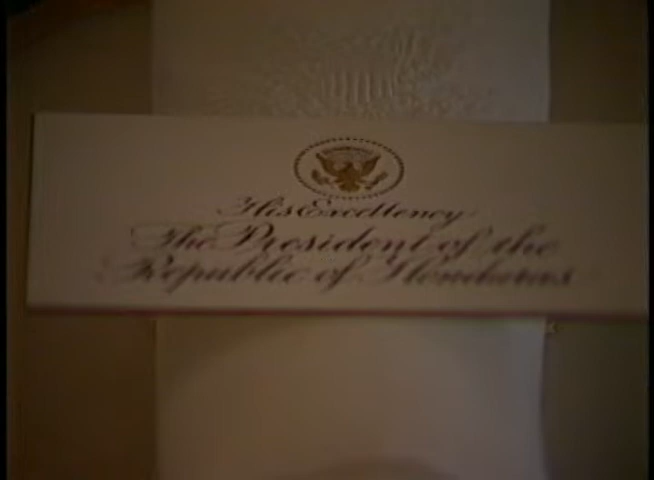 His Excellency
The President of the
Republic of Honduras